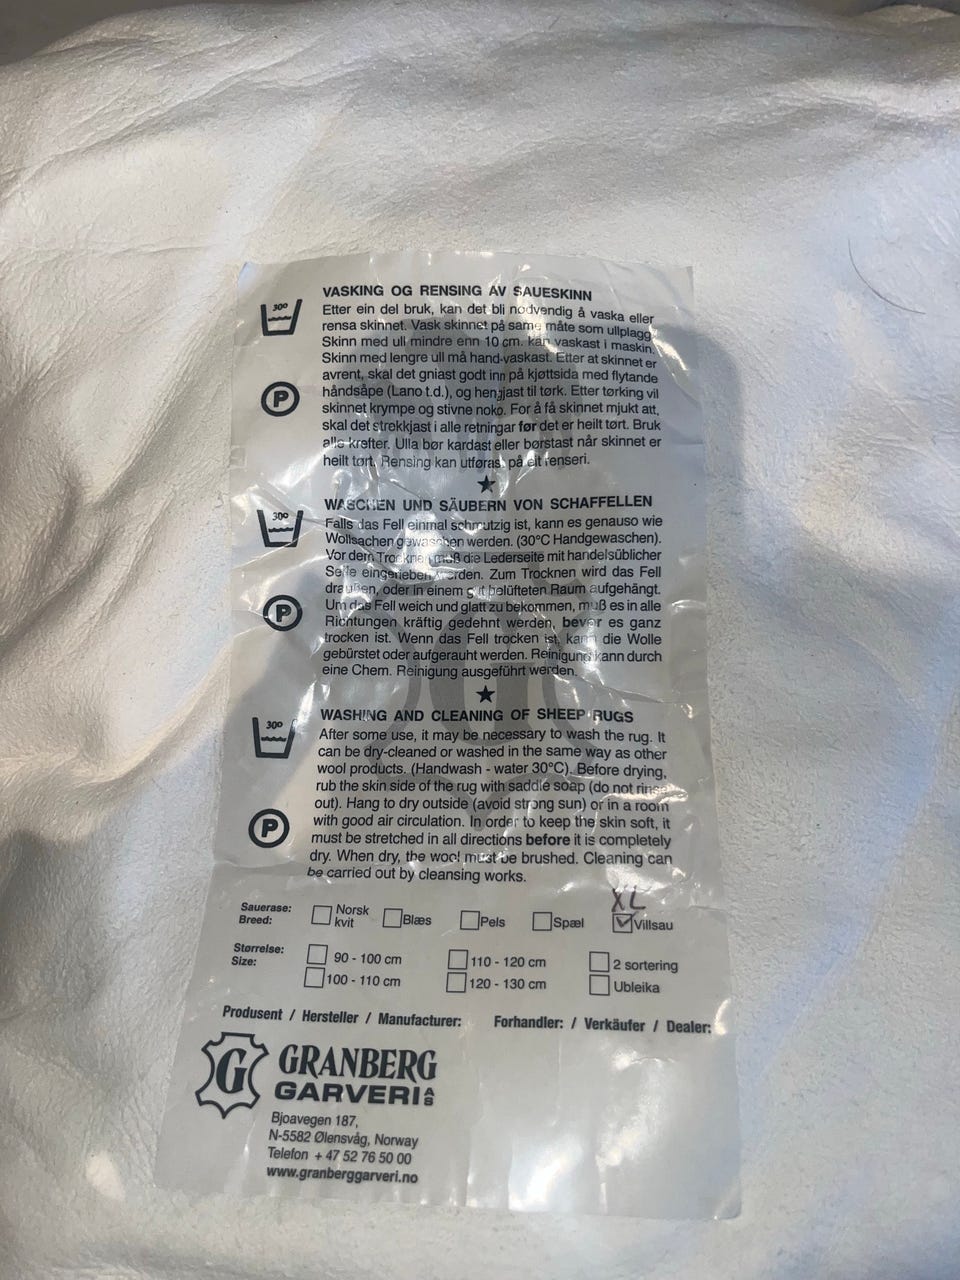 VASKING OG RENSING AV SAUESKINN
30º
Etter ein del bruk, kan det bli nødvendig å vaska eller
rensa skinnet. Vask skinnet på same måte som ullplagg
Skinn med ull mindre enn 10 cm. kan vaskast i maskin.
Skinn med lengre ull må hand-vaskast. Etter at skinnet er
avrent, skal det gniast godt inn på kjøttsida med flytande
P
håndsåpe (Lano t.d.), og hengjast til tørk. Etter tørking vil
skinnet krympe og stivne noko. For å få skinnet mjukt att,
skal det strekkjast i alle retningar før det er heilt tørt. Bruk
alle krefter. Ulla bør kardast eller børstast når skinnet er
heilt tørt. Rensing kan utføras på eit renseri.
★
WASCHEN UND SÄUBERN VON SCHAFFELLEN
30º
Falls das Fell einmal schmutzig ist, kann es genauso wie
Wollsachen gewaschen werden. (30°C Handgewaschen).
Vor dem Trocknen muß die Lederseite mit handelsüblicher
Seife eingerieben werden. Zum Trocknen wird das Fell
draußen, oder in einem gut belüfteten Raum aufgehängt.
P
Um das Fell weich und glatt zu bekommen, muß es in alle
Richtungen kräftig gedehnt werden, bever es ganz
trocken ist. Wenn das Fell trocken ist, kann die Wolle
gebürstet oder aufgerauht werden. Reinigung kann durch
eine Chem. Reinigung ausgeführt werden.
★
WASHING AND CLEANING OF SHEEP RUGS
30º
After some use, it may be necessary to wash the rug. It
can be dry-cleaned or washed in the same way as other
wool products. (Handwash - water 30°C). Before drying,
rub the skin side of the rug with saddle soap (do not rinse
out). Hang to dry outside (avoid strong sun) or in a room
P
with good air circulation. In order to keep the skin soft, it
must be stretched in all directions before it is completely
dry. When dry, the wool must be brushed. Cleaning can
be carried out by cleansing works.
XL
Sauerase:
Breed:
Norsk
kvit
Blæs
Pels
Spæl
Villsau
Størrelse:
Size:
90 - 100 cm
110 - 120 cm
2 sortering
100 - 110 cm
120 - 130 cm
Ubleika
Produsent / Hersteller / Manufacturer:
Forhandler: / Verkäufer / Dealer:
G
GRANBERG
GARVERI AS
Bjoavegen 187,
N-5582 Ølensvåg, Norway
Telefon + 47 52 76 50 00
www.granberggarveri.no